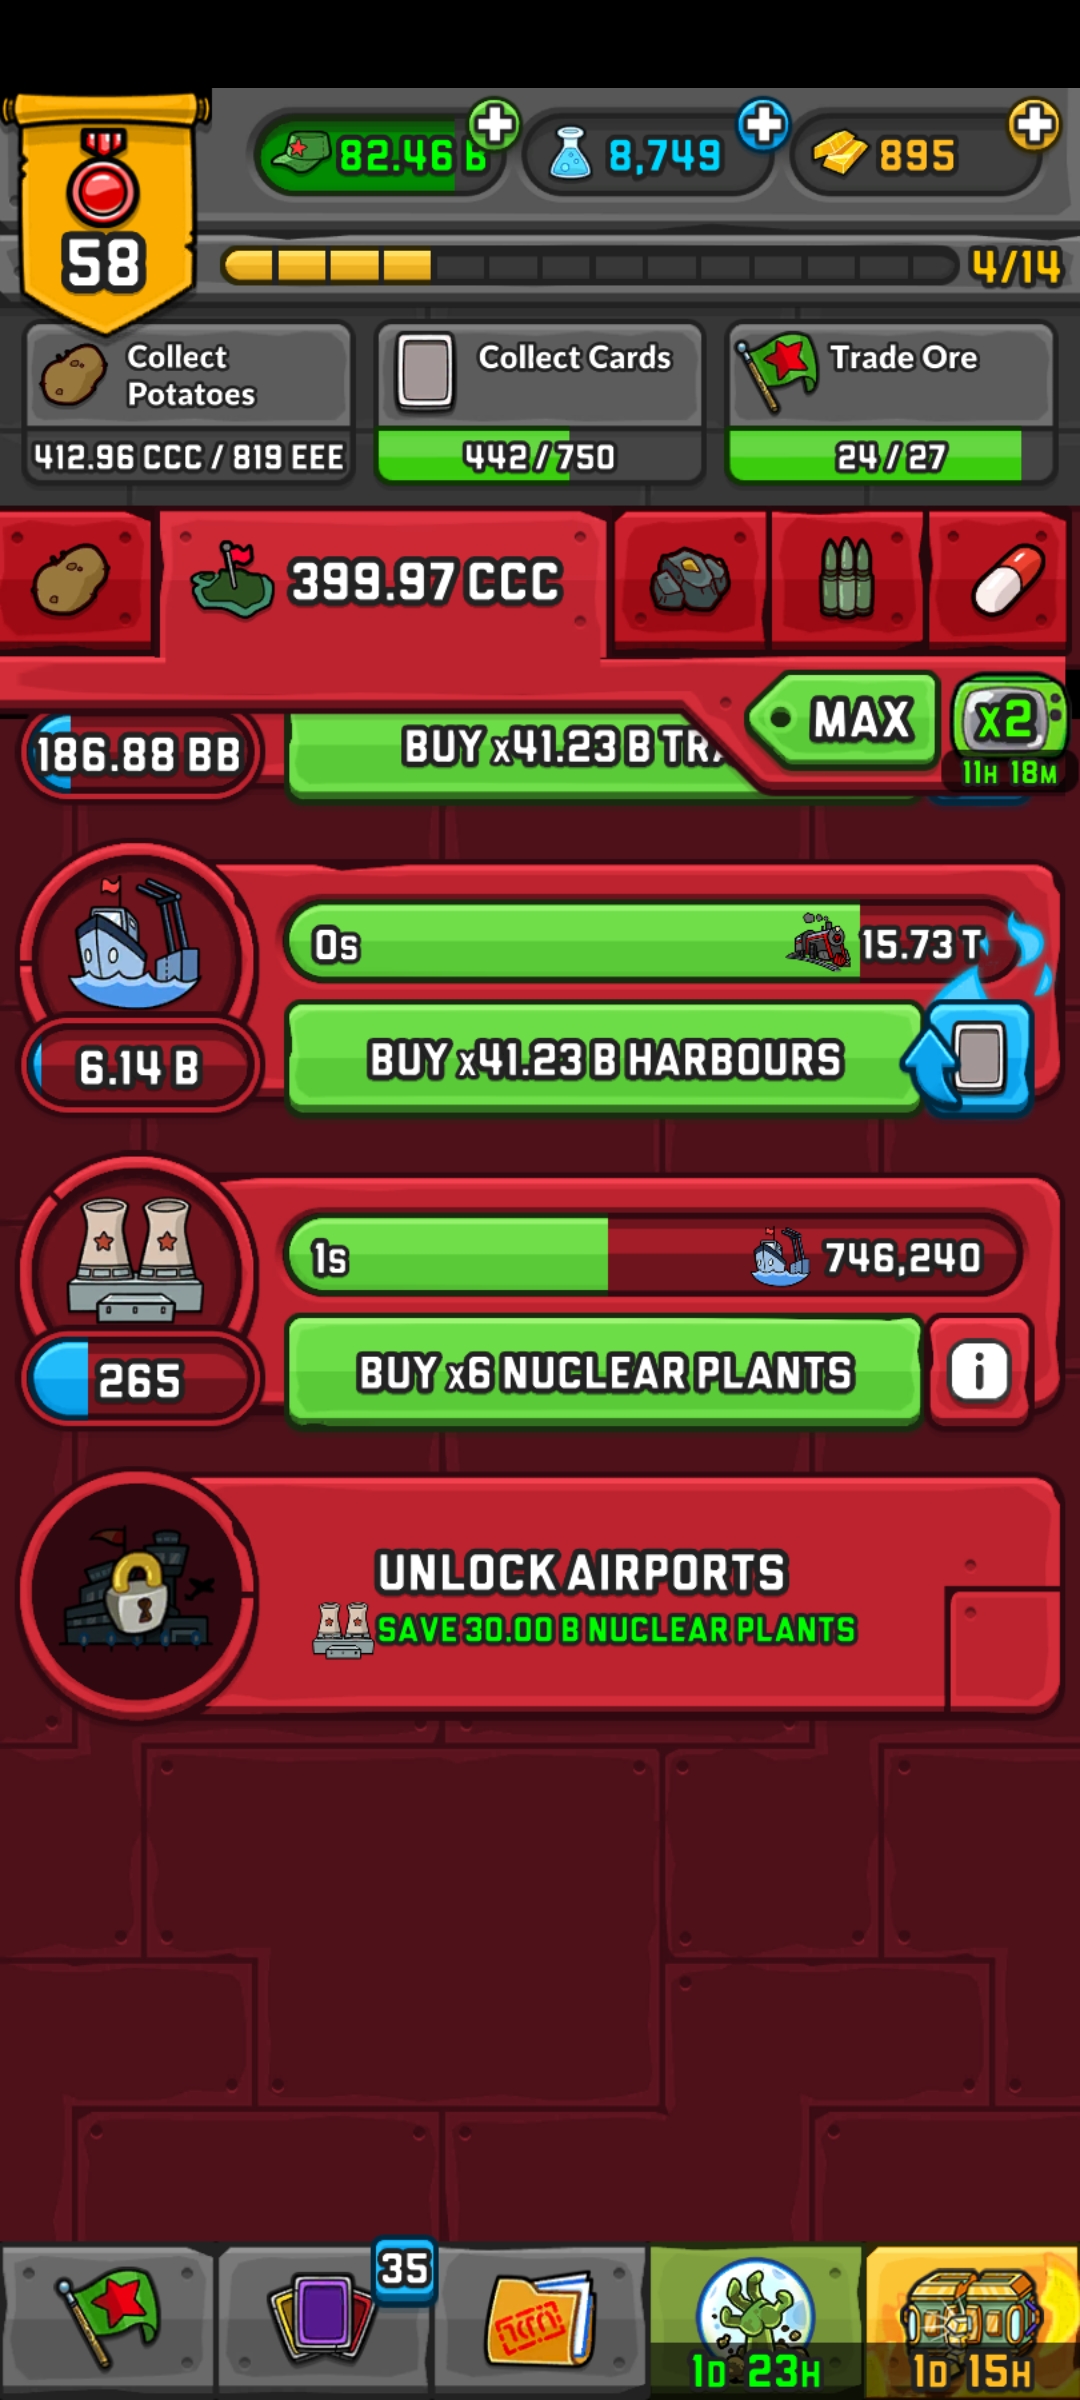 58
82.46 B
8,749
895
4/14
Collect
Potatoes
412.96 CCC / 819 EEE
Collect Cards
442/750
Trade Ore
24/27
399.97 CCC
MAX
x2
11H 18M
186.88 BB
BUY x41.23 B
0s
15.73 T
6.14 B
BUY x41.23 B HARBOURS
1s
746,240
265
BUY x6 NUCLEAR PLANTS
i
UNLOCK AIRPORTS
SAVE 30.00 B NUCLEAR PLANTS
35
1D 23H
1D 15H